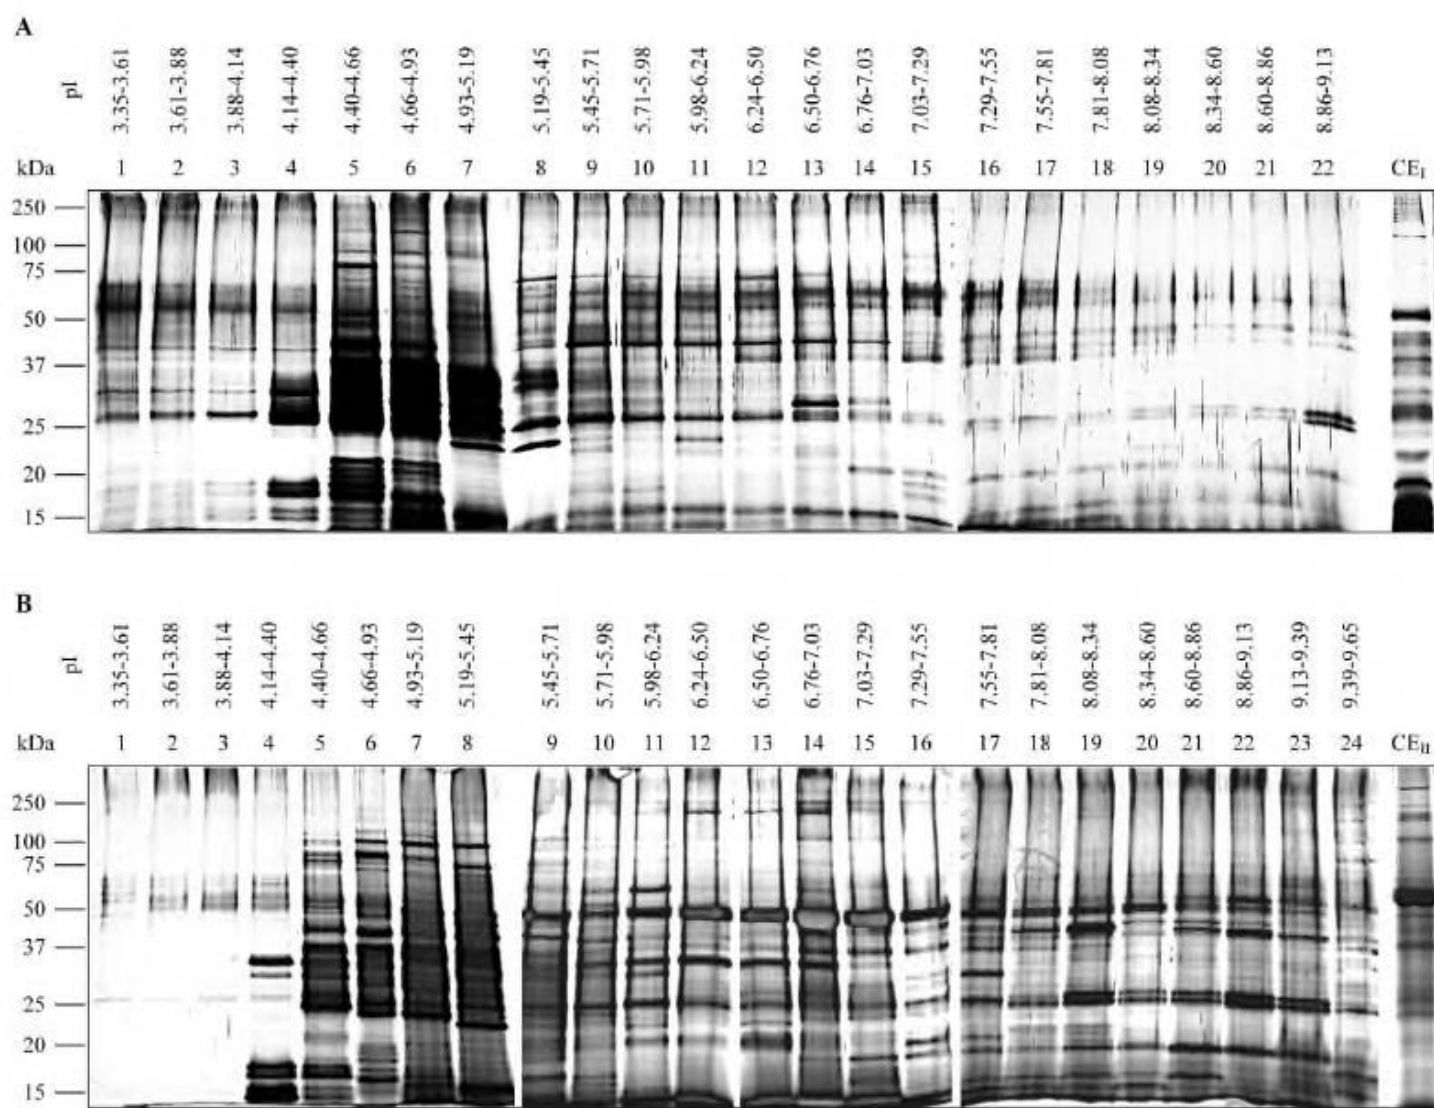 A
pI 3.35-3.61 3.61-3.88 3.88-4.14 4.14-4.40 4.40-4.66 4.66-4.93 4.93-5.19 5.19-5.45 5.45-5.71 5.71-5.98 5.98-6.24 6.24-6.50 6.50-6.76 6.76-7.03 7.03-7.29 7.29-7.55 7.55-7.81 7.81-8.08 8.08-8.34 8.34-8.60 8.60-8.86 8.86-9.13
kDa 1 2 3 4 5 6 7 8 9 10 11 12 13 14 15 16 17 18 19 20 21 22 CEI
250
100
75
50
37
25
20
15
B
pI 3.35-3.61 3.61-3.88 3.88-4.14 4.14-4.40 4.40-4.66 4.66-4.93 4.93-5.19 5.19-5.45 5.45-5.71 5.71-5.98 5.98-6.24 6.24-6.50 6.50-6.76 6.76-7.03 7.03-7.29 7.29-7.55 7.55-7.81 7.81-8.08 8.08-8.34 8.34-8.60 8.60-8.86 8.86-9.13 9.13-9.39 9.39-9.65
kDa 1 2 3 4 5 6 7 8 9 10 11 12 13 14 15 16 17 18 19 20 21 22 23 24 CEII
250
100
75
50
37
25
20
15